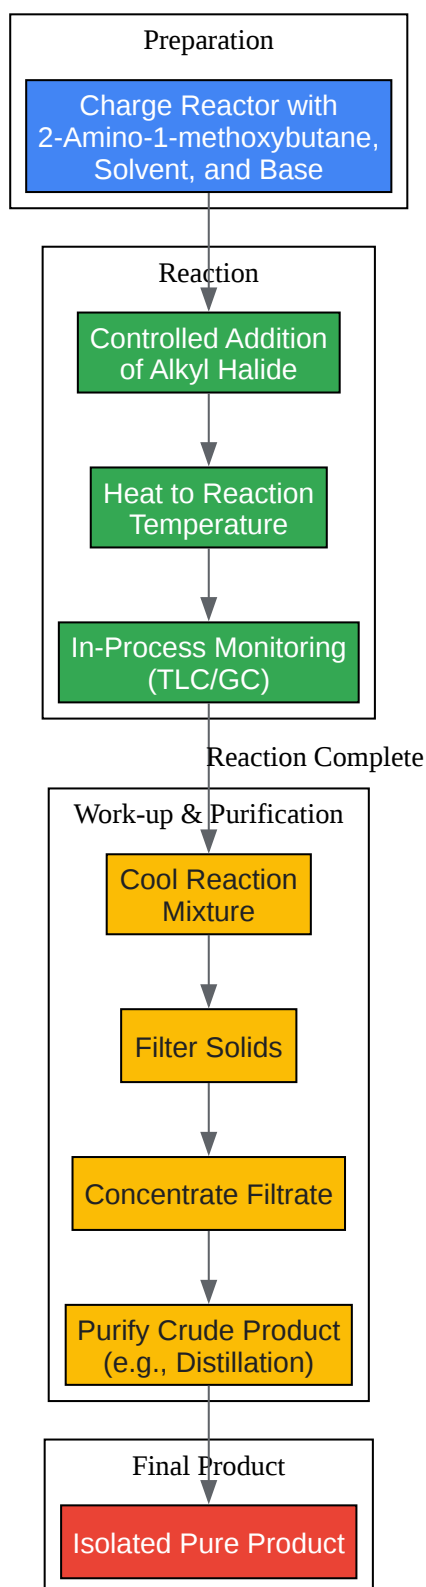 Preparation
Charge Reactor with
2-Amino-1-methoxybutane,
Solvent, and Base
Reaction
Controlled Addition
of Alkyl Halide
Heat to Reaction
Temperature
In-Process Monitoring
(TLC/GC)
Reaction Complete
Work-up & Purification
Cool Reaction
Mixture
Filter Solids
Concentrate Filtrate
Purify Crude Product
(e.g., Distillation)
Final Product
Isolated Pure Product